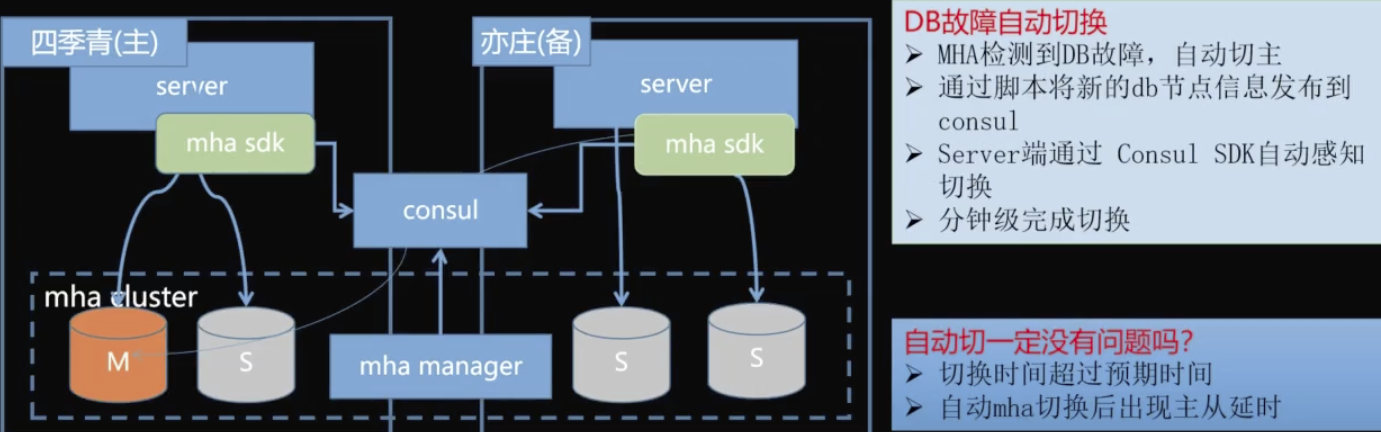 四季青(主)
server
mha sdk
亦庄(备)
server
mha sdk
consul
mha cluster
M
S
mha manager
S
S
DB故障自动切换
➢ MHA检测到DB故障，自动切主
➢ 通过脚本将新的db节点信息发布到
consul
➢ Server端通过 Consul SDK自动感知
切换
➢ 分钟级完成切换
自动切一定没有问题吗?
➢ 切换时间超过预期时间
➢ 自动mha切换后出现主从延时